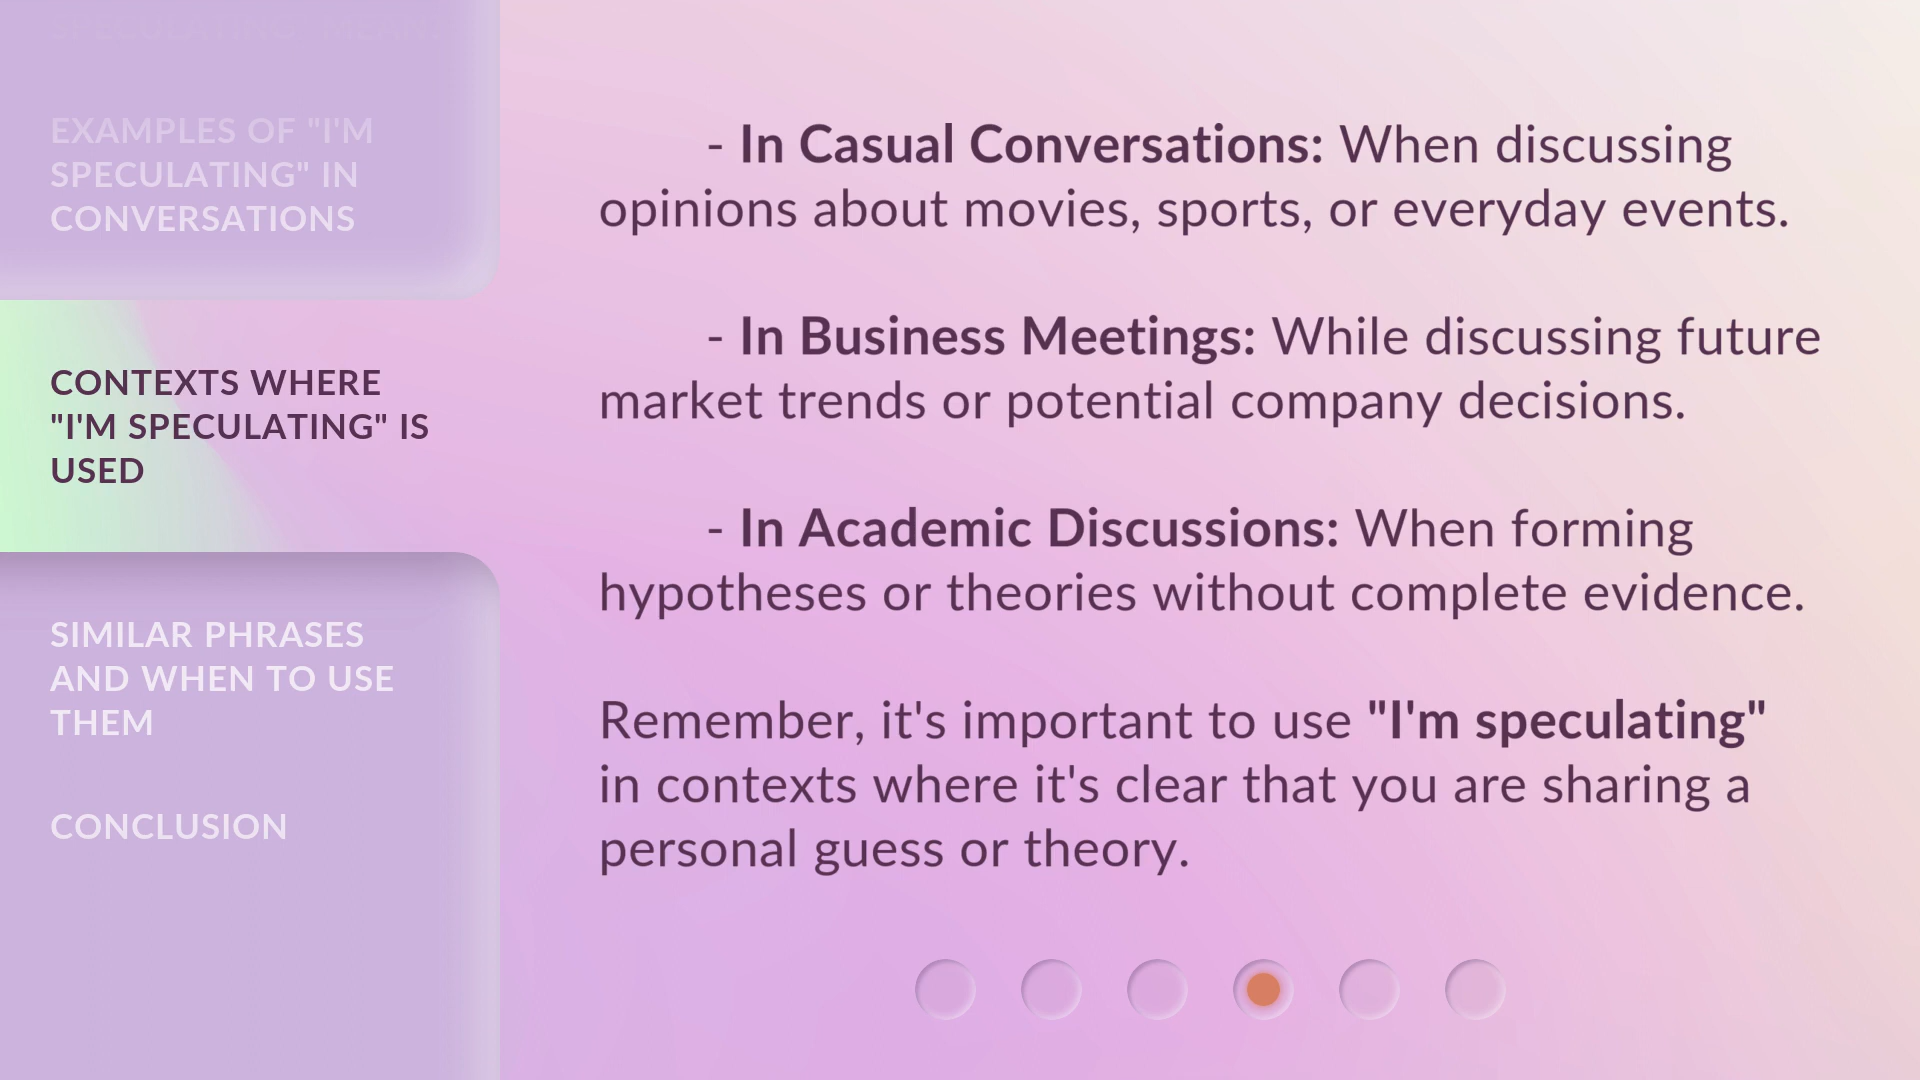 SPECULATING," MEAN?
EXAMPLES OF "I'M
SPECULATING" IN
CONVERSATIONS
CONTEXTS WHERE
"I'M SPECULATING" IS
USED
SIMILAR PHRASES
AND WHEN TO USE
THEM
CONCLUSION
- In Casual Conversations: When discussing
opinions about movies, sports, or everyday events.
- In Business Meetings: While discussing future
market trends or potential company decisions.
- In Academic Discussions: When forming
hypotheses or theories without complete evidence.
Remember, it's important to use "I'm speculating"
in contexts where it's clear that you are sharing a
personal guess or theory.